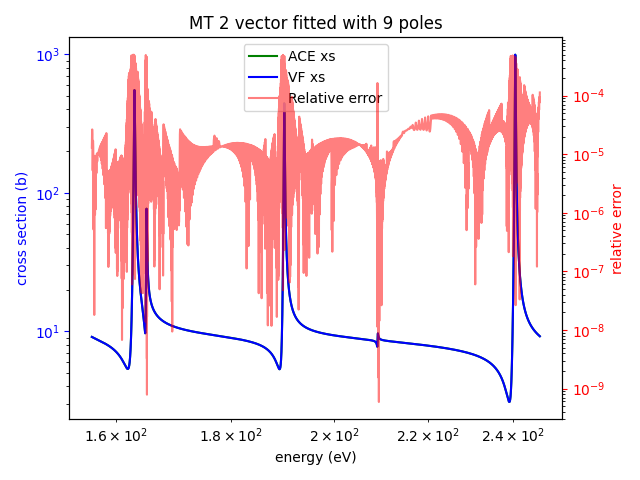 MT 2 vector fitted with 9 poles
ACE xs
VF xs
Relative error
cross section (b)
10³
10²
10¹
relative error
10⁻⁴
10⁻⁵
10⁻⁶
10⁻⁷
10⁻⁸
10⁻⁹
1.6 × 10²
1.8 × 10²
2 × 10²
2.2 × 10²
2.4 × 10²
energy (eV)